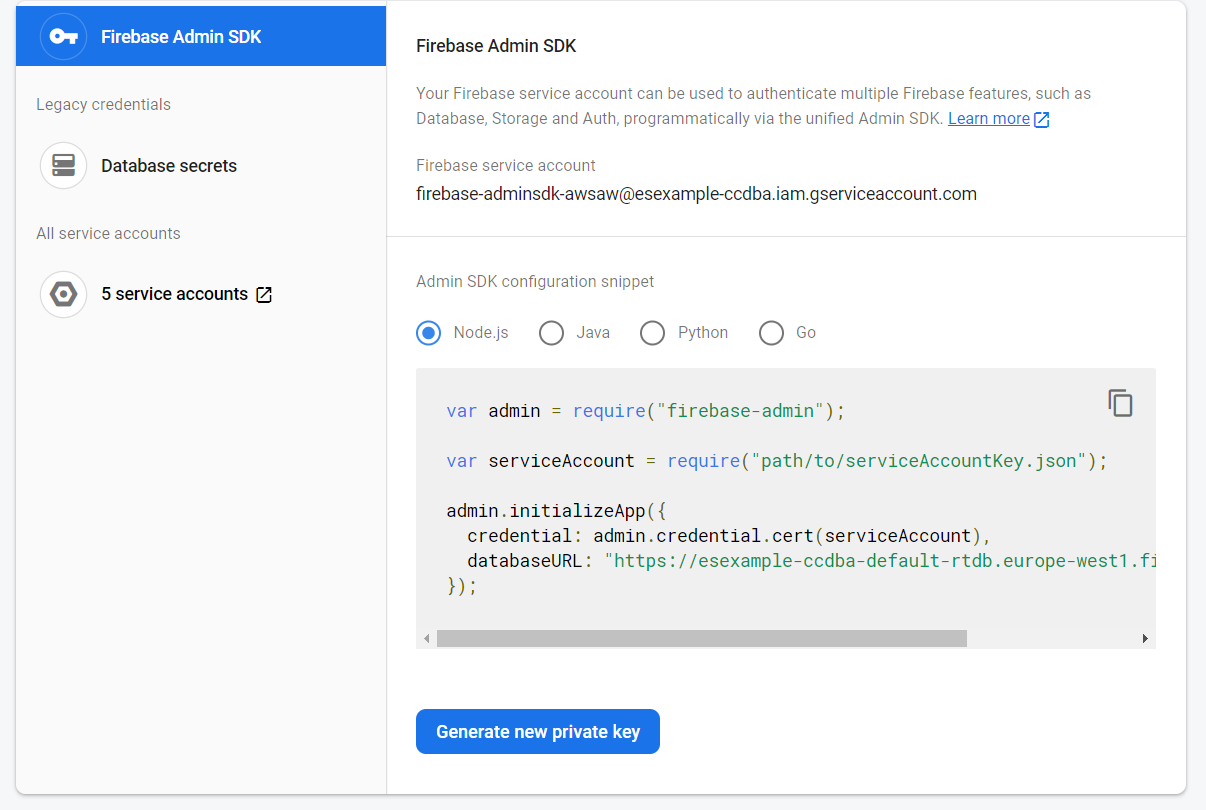 Firebase Admin SDK
Legacy credentials
Database secrets
All service accounts
5 service accounts
Firebase Admin SDK
Your Firebase service account can be used to authenticate multiple Firebase features, such as
Database, Storage and Auth, programmatically via the unified Admin SDK. Learn more
Firebase service account
firebase-adminsdk-awsaw@esexample-ccdba.iam.gserviceaccount.com
Admin SDK configuration snippet
Node.js Java Python Go
var admin = require("firebase-admin");
var serviceAccount = require("path/to/serviceAccountKey.json");
admin.initializeApp({
credential: admin.credential.cert(serviceAccount),
databaseURL: "https://esexample-ccdba-default-rtdb.europe-west1.fi
});
Generate new private key